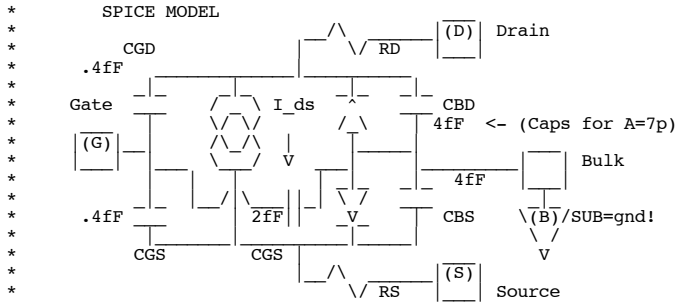 SPICE MODEL
(D) Drain
CGD RD
.4fF
Gate I_ds CBD
4fF <- (Caps for A=7p)
(G)
V Bulk
4fF
.4fF 2fF V CBS (B)/SUB=gnd!
CGS CGS V
(S)
RS Source